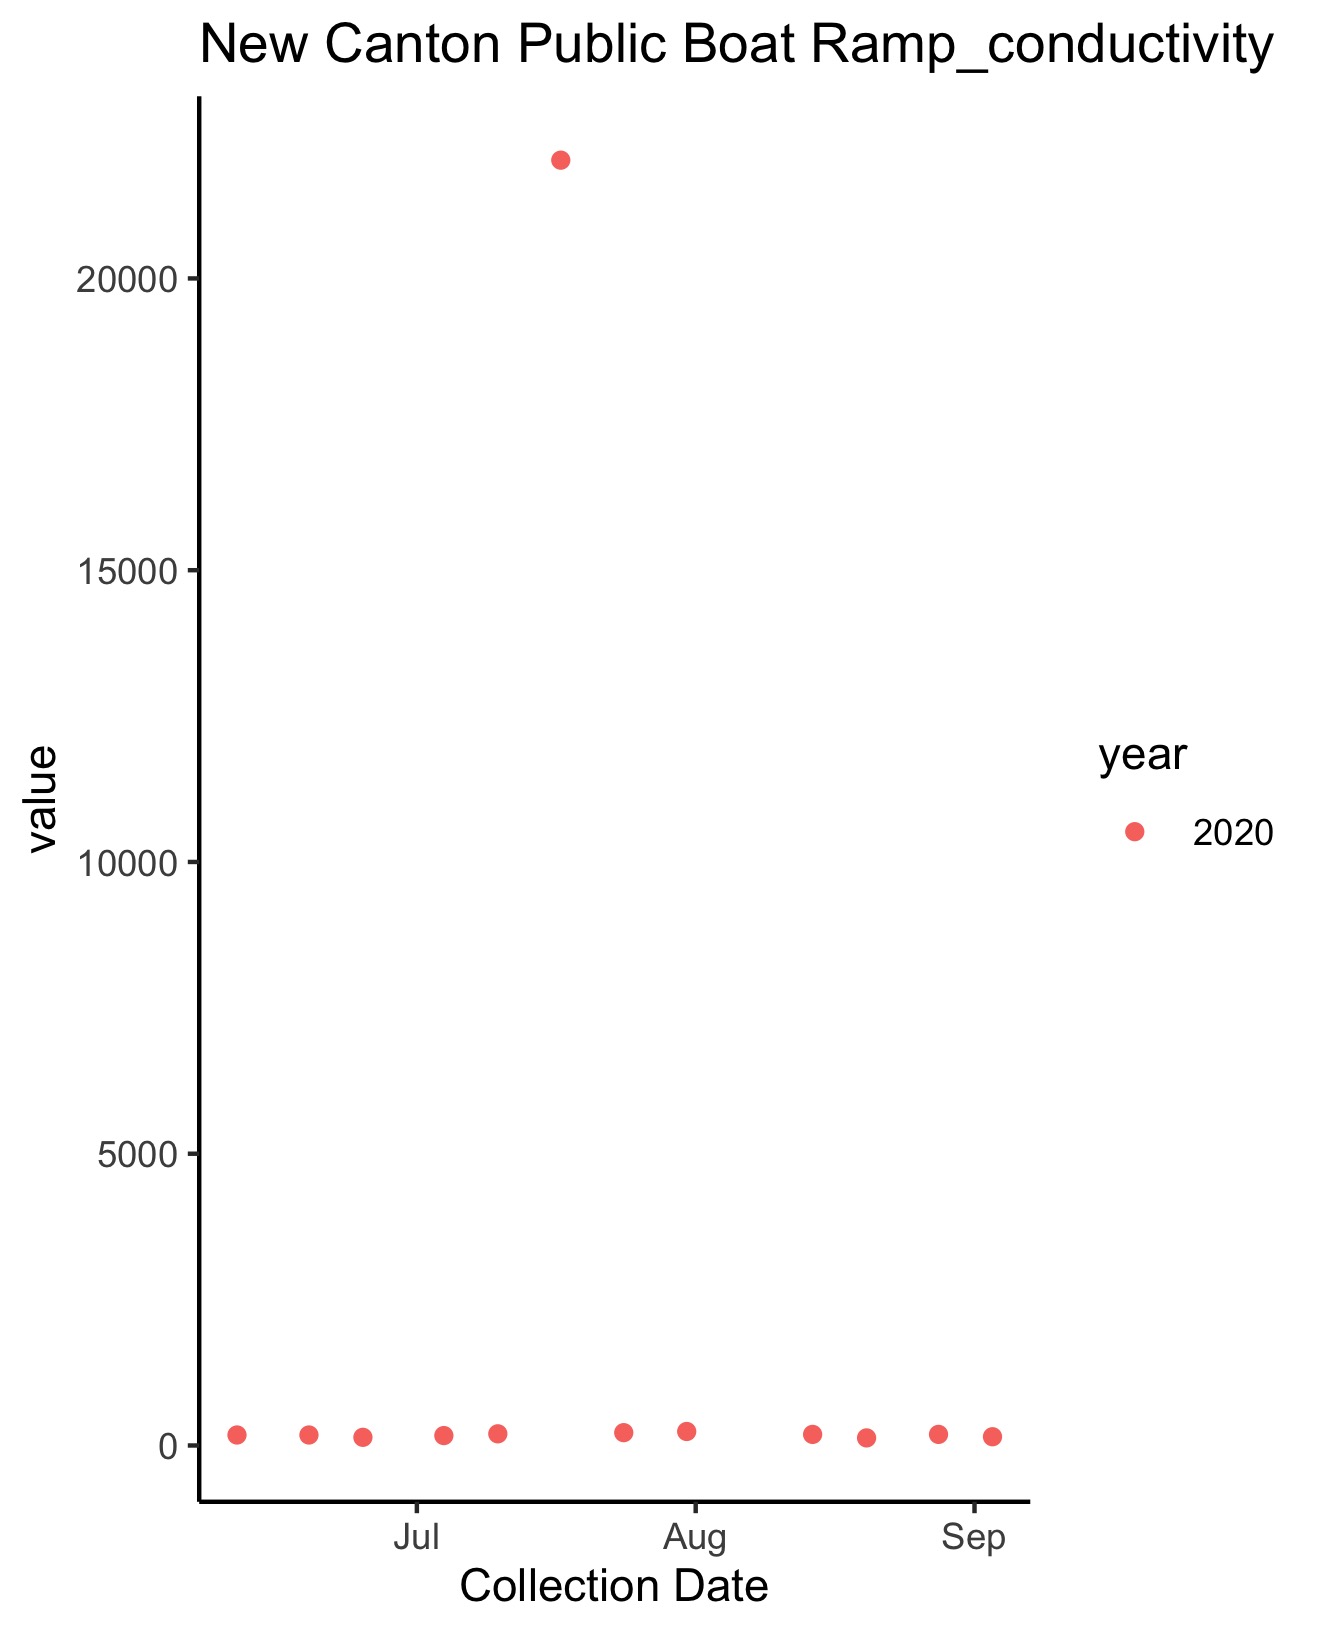 New Canton Public Boat Ramp_conductivity
20000
15000
10000
5000
0
value
Jul
Aug
Sep
Collection Date
year
2020